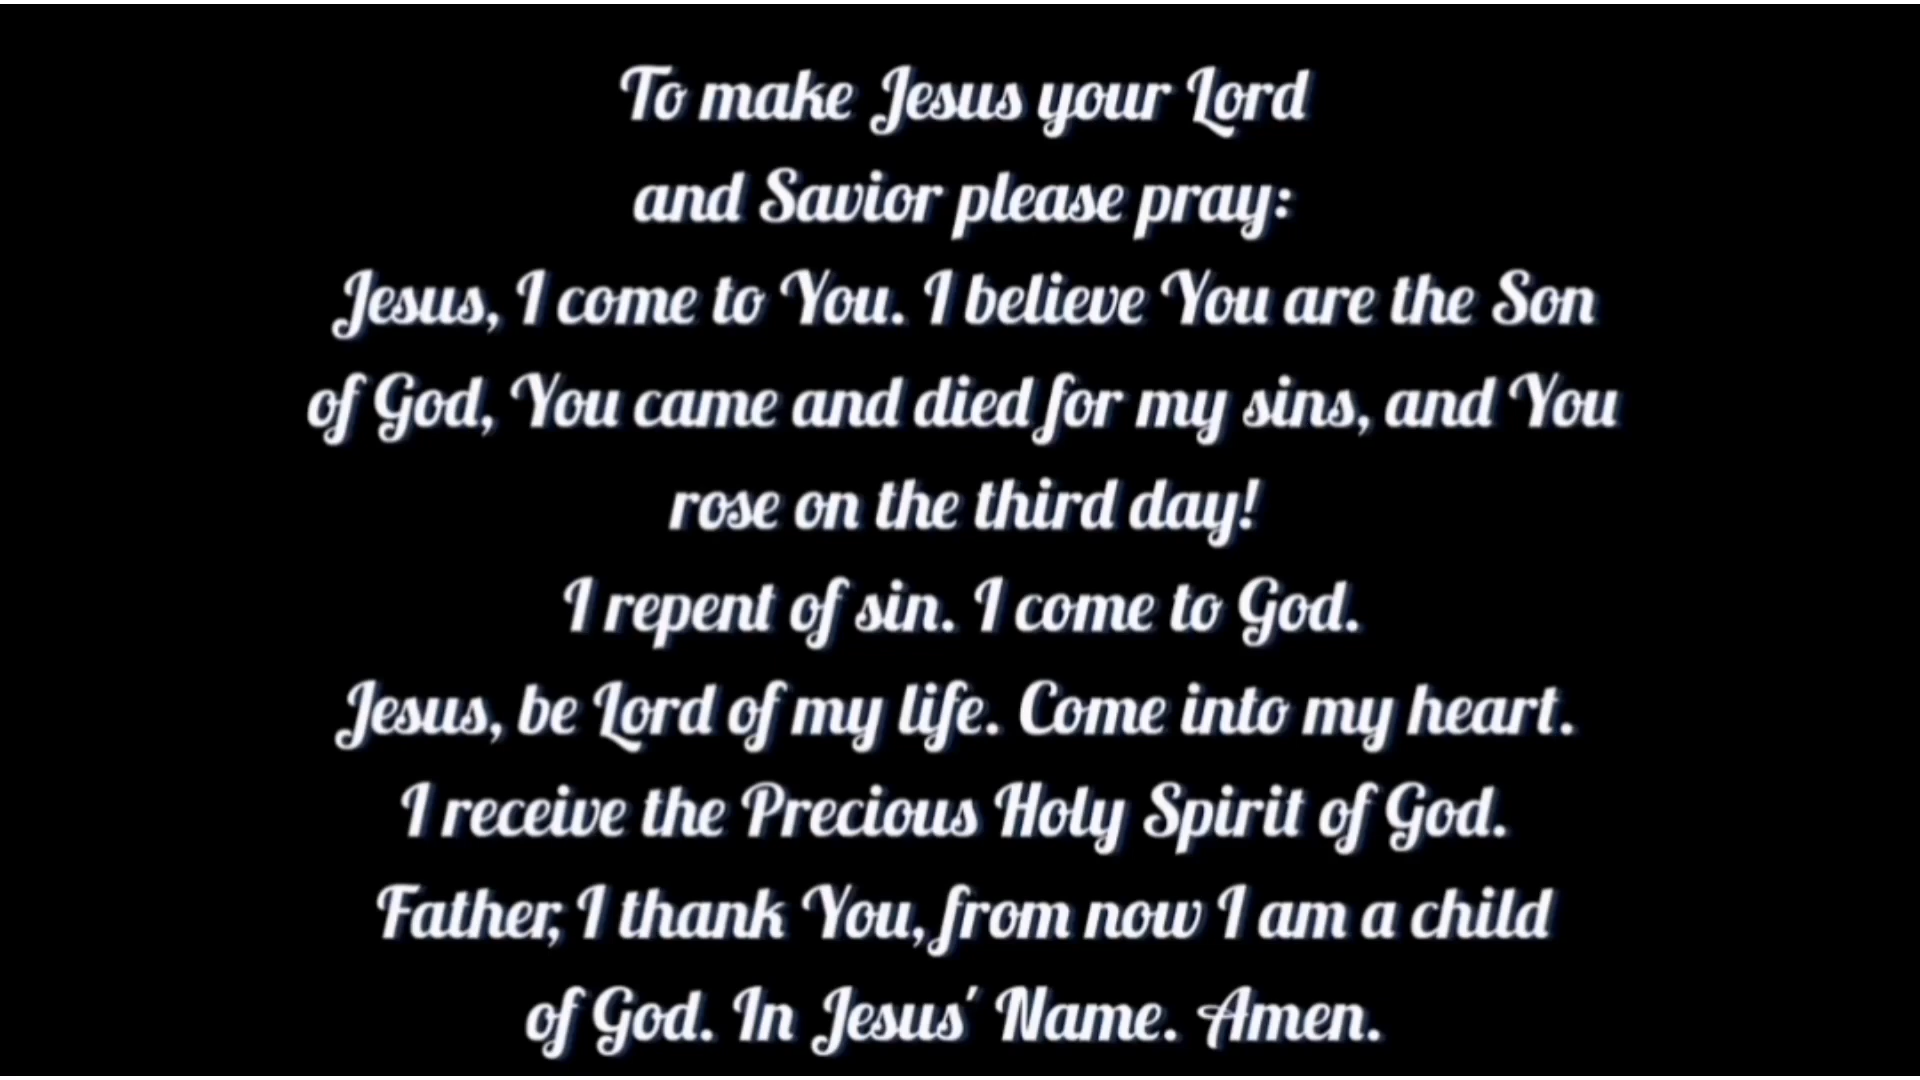 To make Jesus your Lord
and Savior please pray:
Jesus, I come to You. I believe You are the Son
of God, You came and died for my sins, and You
rose on the third day!
I repent of sin. I come to God.
Jesus, be Lord of my life. Come into my heart.
I receive the Precious Holy Spirit of God.
Father, I thank You, from now I am a child
of God. In Jesus' Name. Amen.